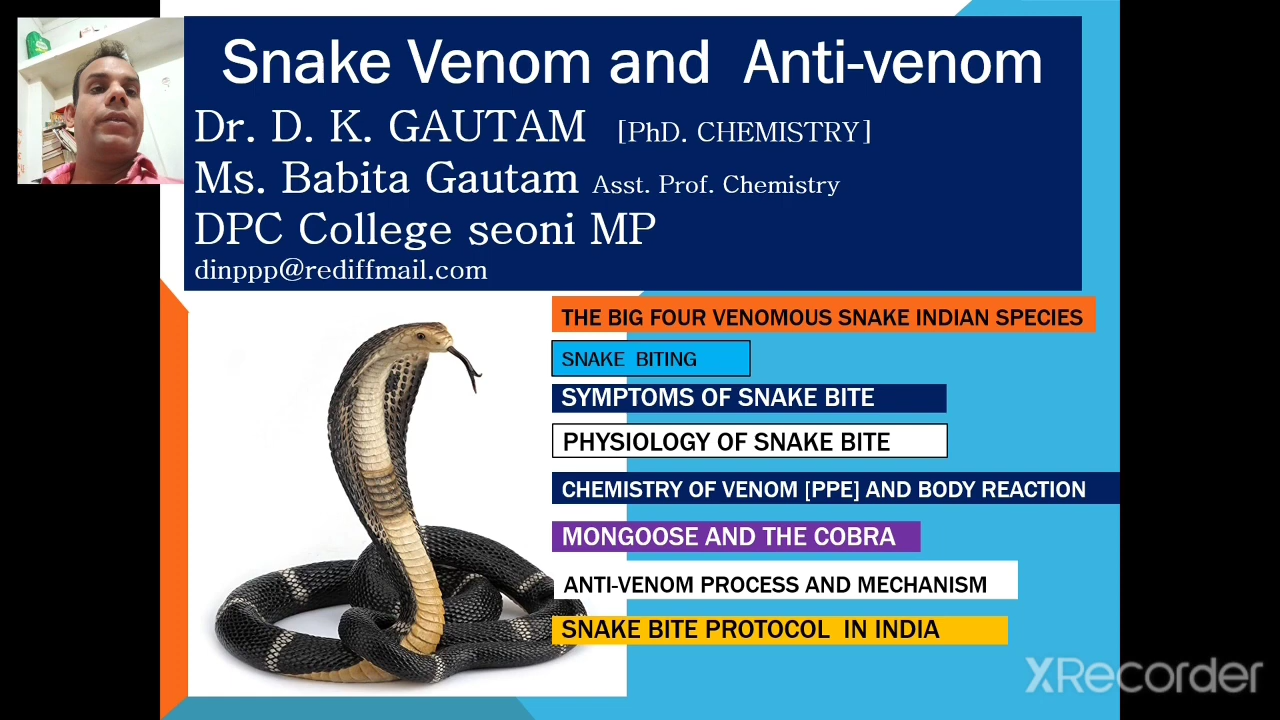 Snake Venom and Anti-venom
Dr. D. K. GAUTAM [PhD. CHEMISTRY]
Ms. Babita Gautam Asst. Prof. Chemistry
DPC College seoni MP
dinppp@rediffmail.com
THE BIG FOUR VENOMOUS SNAKE INDIAN SPECIES
SNAKE BITING
SYMPTOMS OF SNAKE BITE
PHYSIOLOGY OF SNAKE BITE
CHEMISTRY OF VENOM [PPE] AND BODY REACTION
MONGOOSE AND THE COBRA
ANTI-VENOM PROCESS AND MECHANISM
SNAKE BITE PROTOCOL IN INDIA
XRecorder